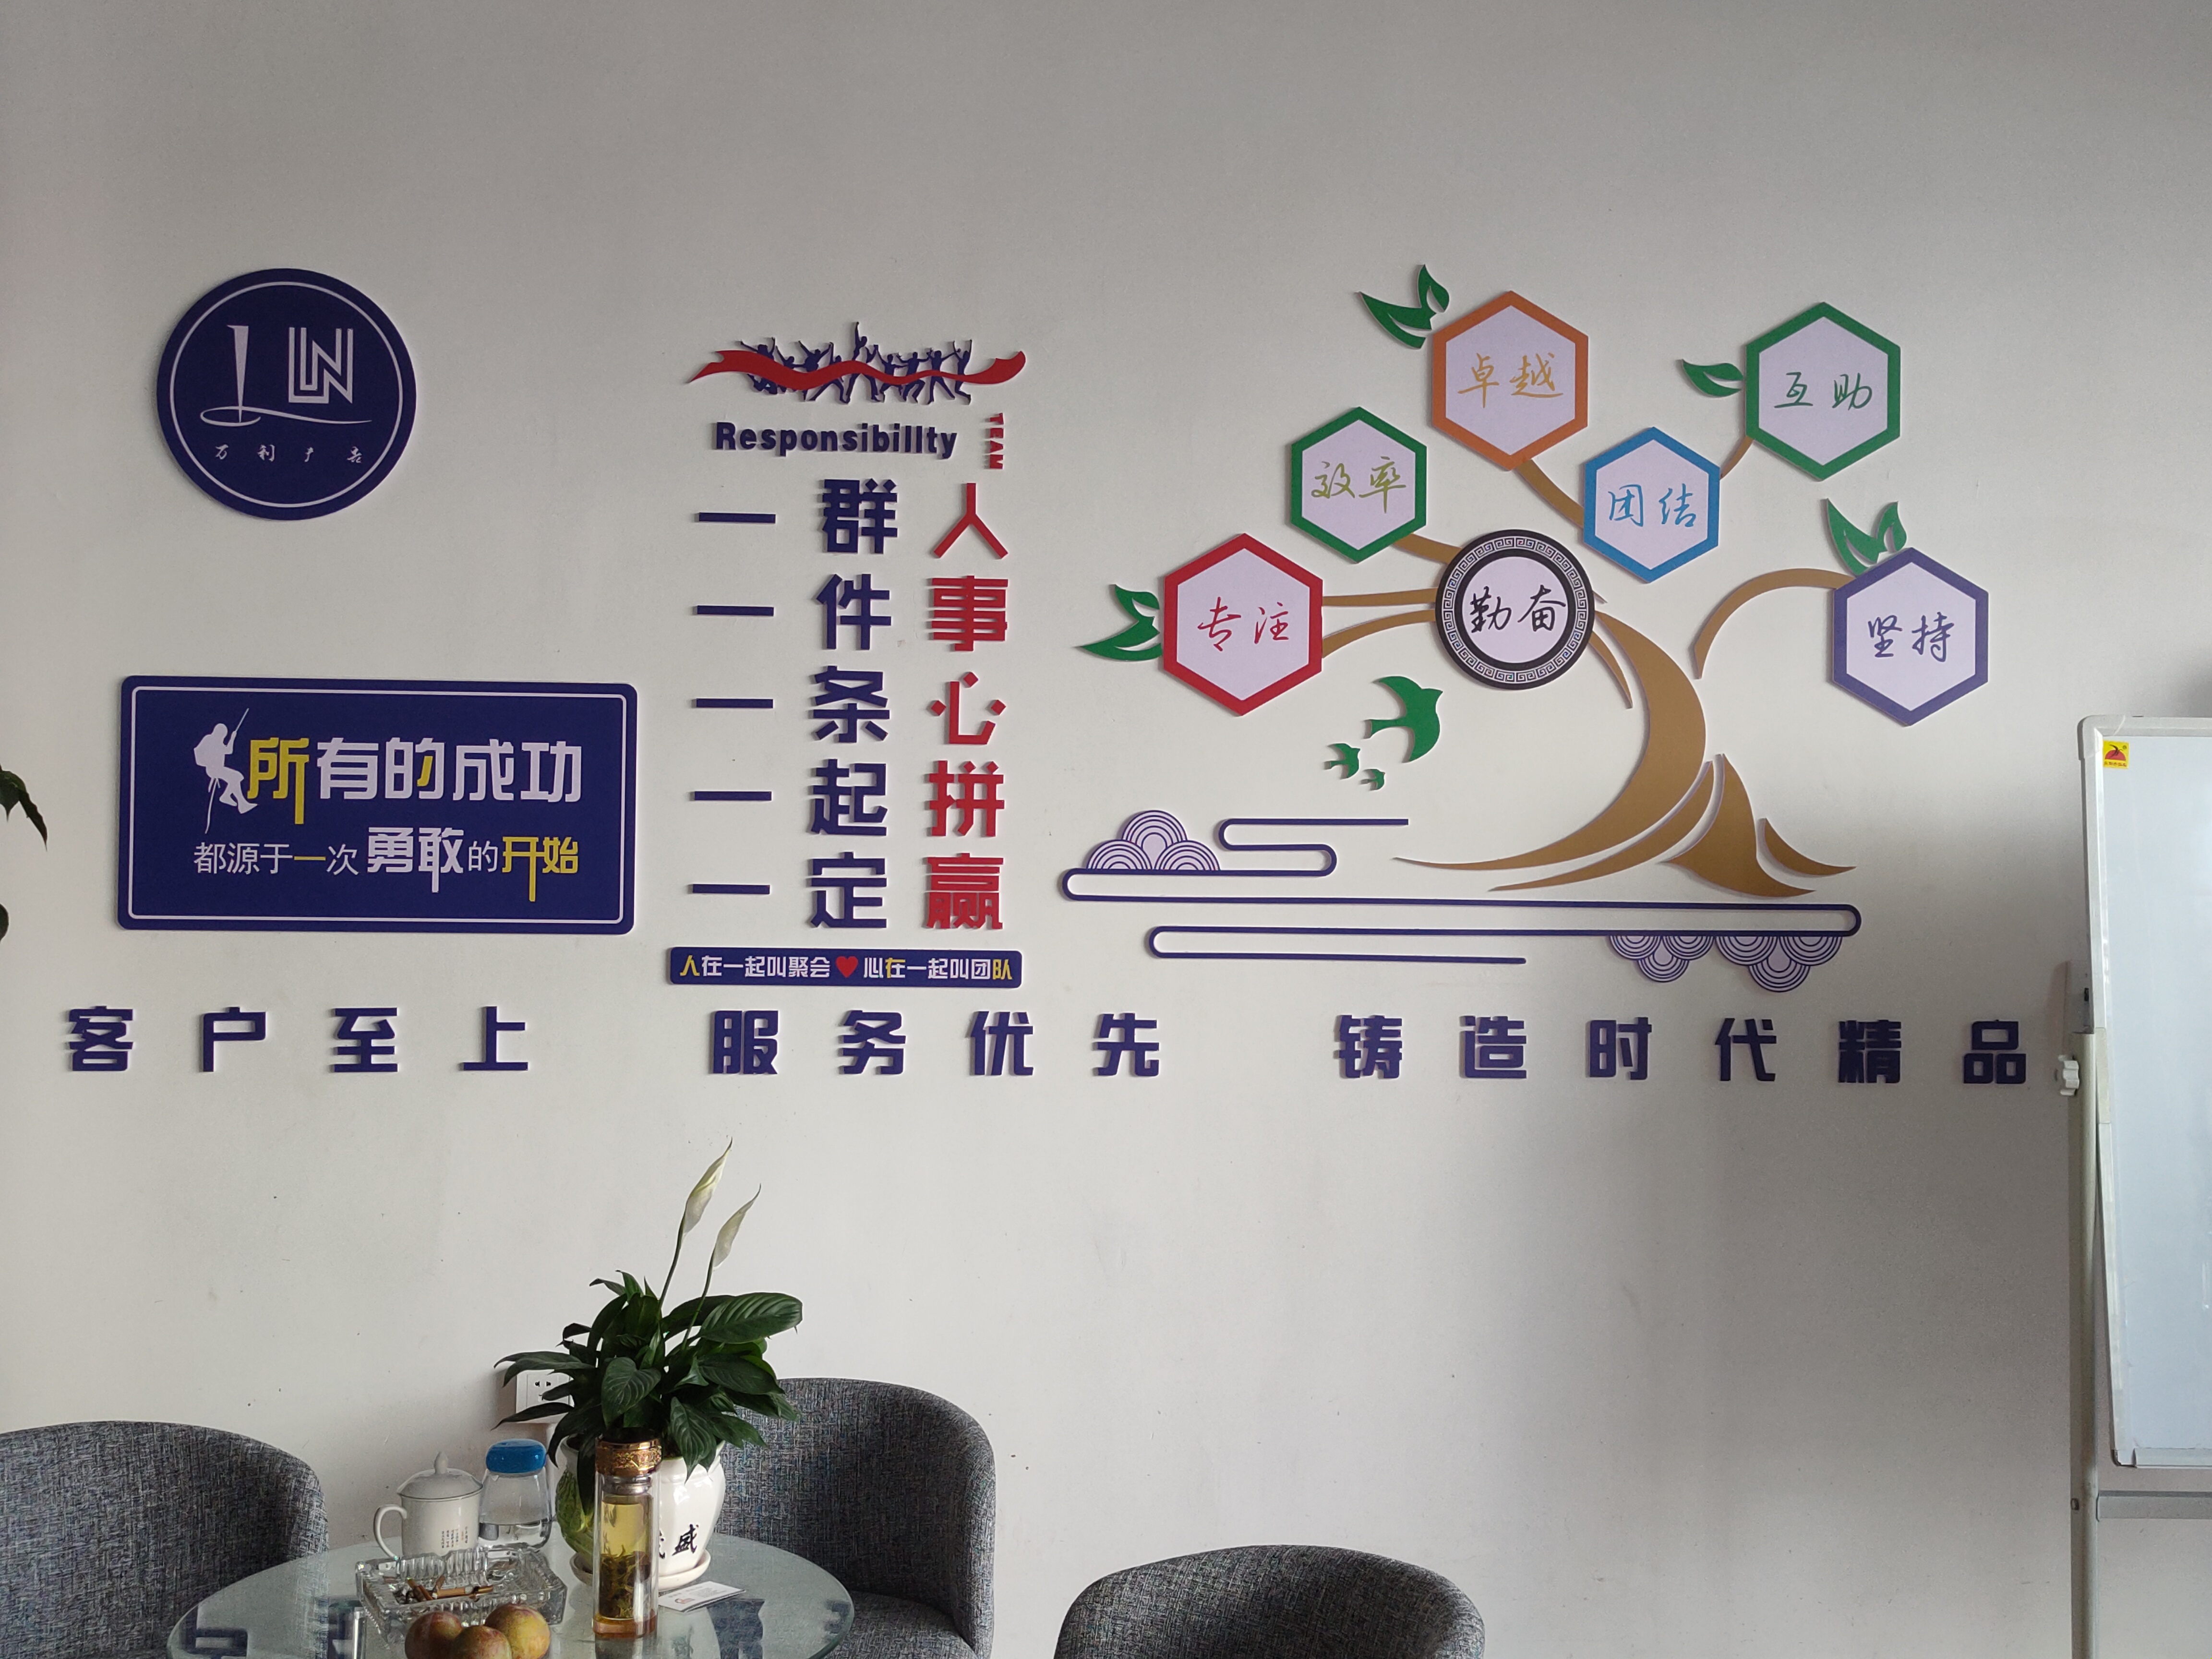 LN
万利广告
所有的成功
都源于一次勇敢的开始
Responsibillty
TEAM
一群人
一件事
一条心
一起拼
一定赢
人在一起叫聚会 心在一起叫团队
卓越
互助
效率
团结
专注
勤奋
坚持
客户至上 服务优先 铸造时代精品
盛